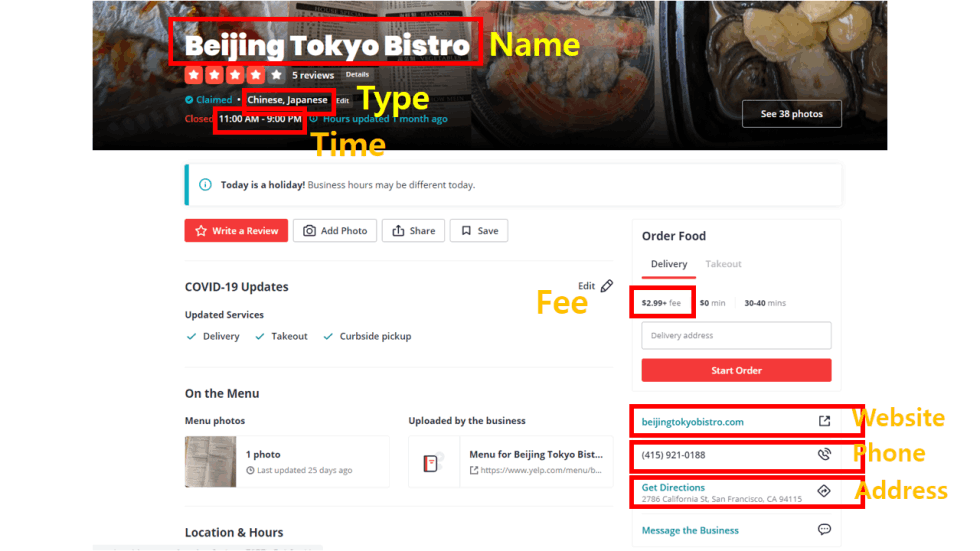 Beijing Tokyo Bistro Name
5 reviews Details
Claimed • Chinese, Japanese Edit Type
Closed 11:00 AM - 9:00 PM Hours updated 1 month ago
Time
See 38 photos
Today is a holiday! Business hours may be different today.
Write a Review Add Photo Share Save
COVID-19 Updates Edit
Updated Services
Delivery Takeout Curbside pickup
Fee
Order Food
Delivery Takeout
$2.99+ fee $0 min 30-40 mins
Delivery address
Start Order
On the Menu
Menu photos
1 photo
Last updated 25 days ago
Uploaded by the business
Menu for Beijing Tokyo Bist...
https://www.yelp.com/menu/b...
beijingtokyobistro.com Website
(415) 921-0188 Phone
Get Directions
2786 California St, San Francisco, CA 94115 Address
Message the Business
Location & Hours